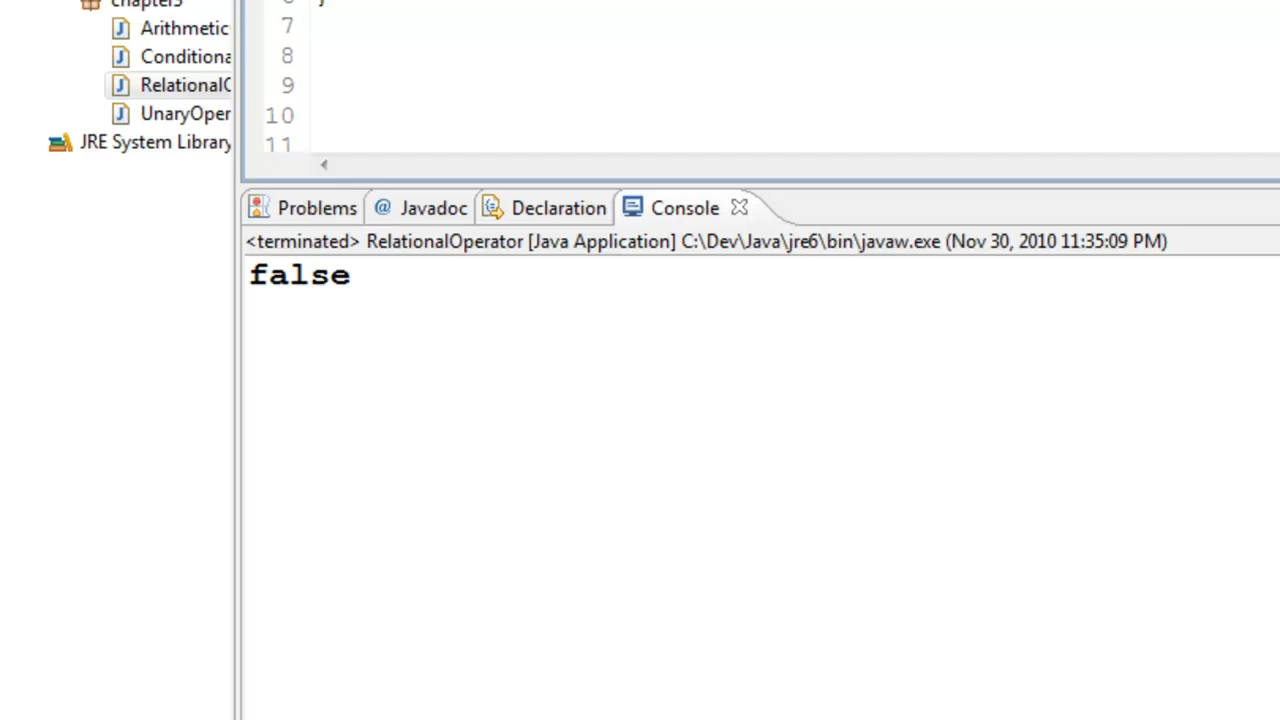 chapter3
Arithmetic
Conditiona
Relational
UnaryOper
JRE System Library
7
8
9
10
11
Problems @ Javadoc Declaration Console
<terminated> RelationalOperator [Java Application] C:\Dev\Java\jre6\bin\javaw.exe (Nov 30, 2010 11:35:09 PM)
false